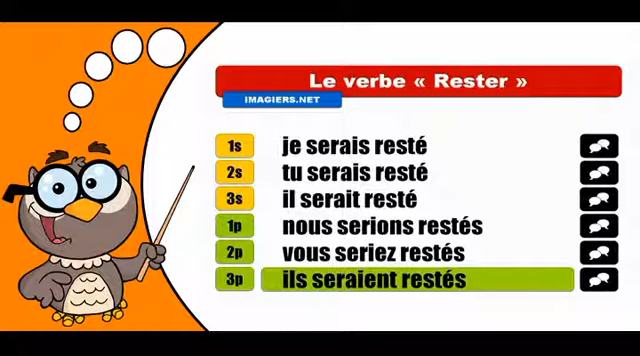 Le verbe « Rester »
IMAGIERS.NET
1s je serais resté
2s tu serais resté
3s il serait resté
1p nous serions restés
2p vous seriez restés
3p ils seraient restés